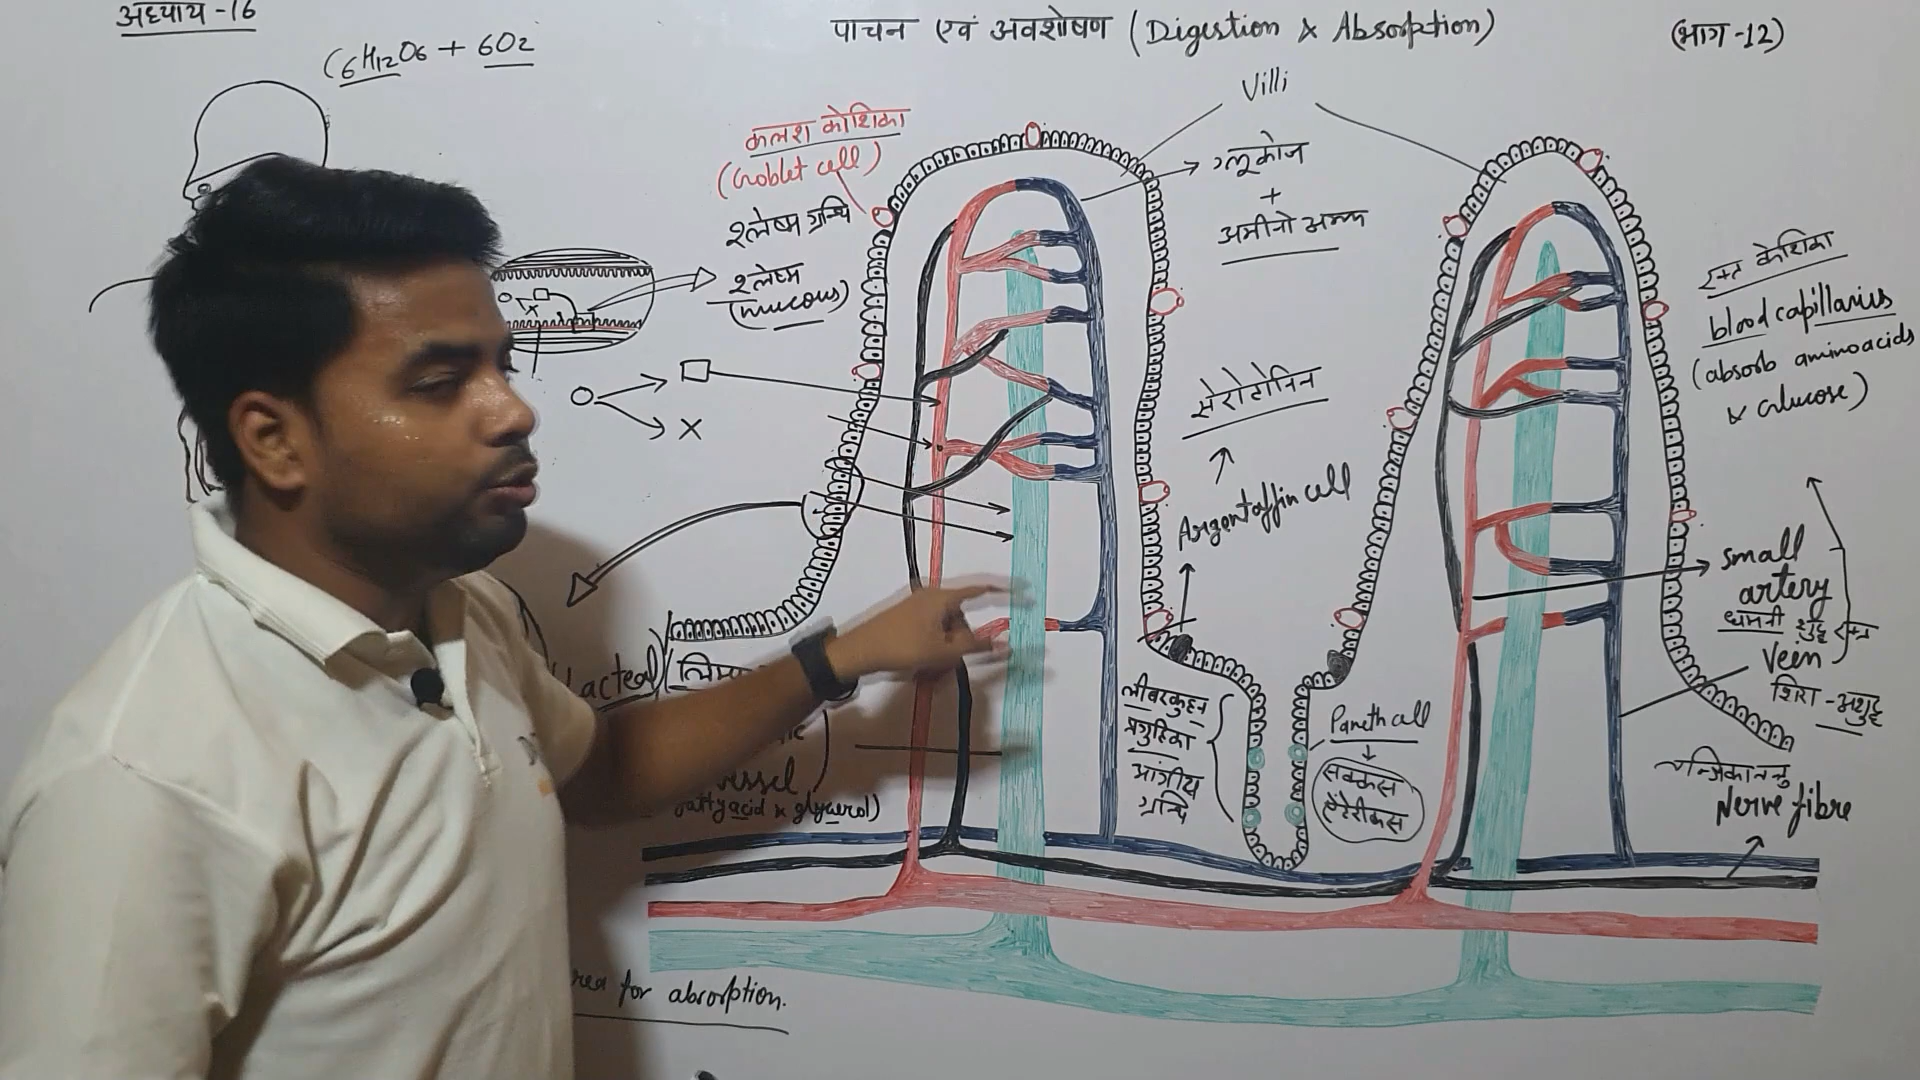 अध्याय -16
पाचन एवं अवशोषण (Digestion & Absorption)
(भाग -12)
C6H12O6 + 6O2
Villi
कलश कोशिका
(Goblet cell)
श्लेष्म ग्रन्थि
श्लेष्म
(mucous)
ग्लूकोज
+
अमीनो अम्ल
रक्त केशिका
blood capillaries
(absorb aminoacids
& Glucose)
x
x
सेरोटोनिन
Argentaffin cell
small
artery
धमनी शुद्ध रक्त
Vein
शिरा - अशुद्ध
Lacteal
vessel
fatty acid & glycerol)
लीबरकुहन
प्रगुहिका
आंत्रीय
ग्रन्थि
Paneth cell
सक्कस
एंटेरीकस
तन्त्रिका तन्तु
Nerve fibre
rea for absorption.